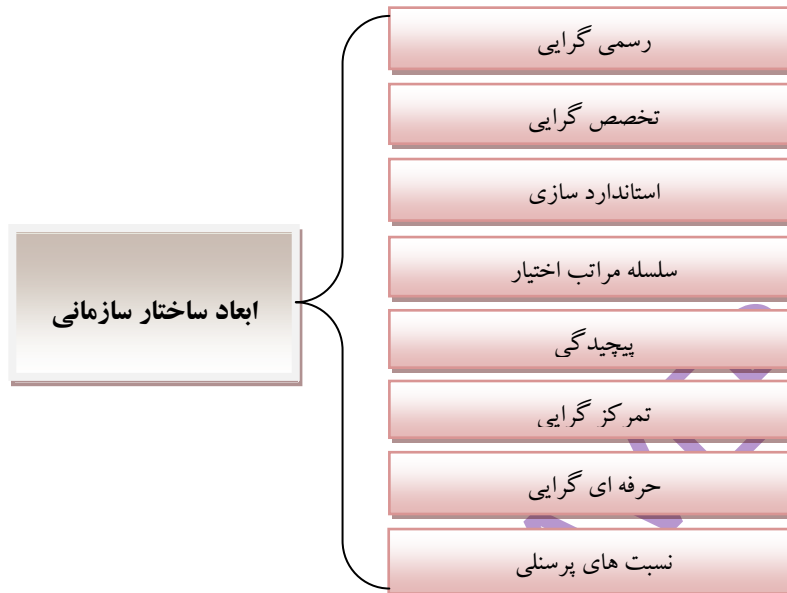 ابعاد ساختار سازمانی
رسمی گرایی
تخصص گرایی
استاندارد سازی
سلسله مراتب اختیار
پیچیدگی
تمرکز گرایی
حرفه ای گرایی
نسبت های پرسنلی